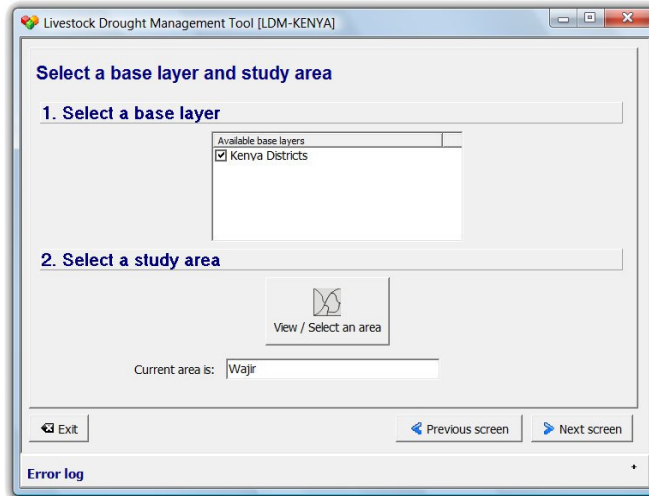 Livestock Drought Management Tool [LDM-KENYA]
Select a base layer and study area
1. Select a base layer
Available base layers
Kenya Districts
2. Select a study area
View / Select an area
Current area is: Wajir
Exit Previous screen Next screen
Error log